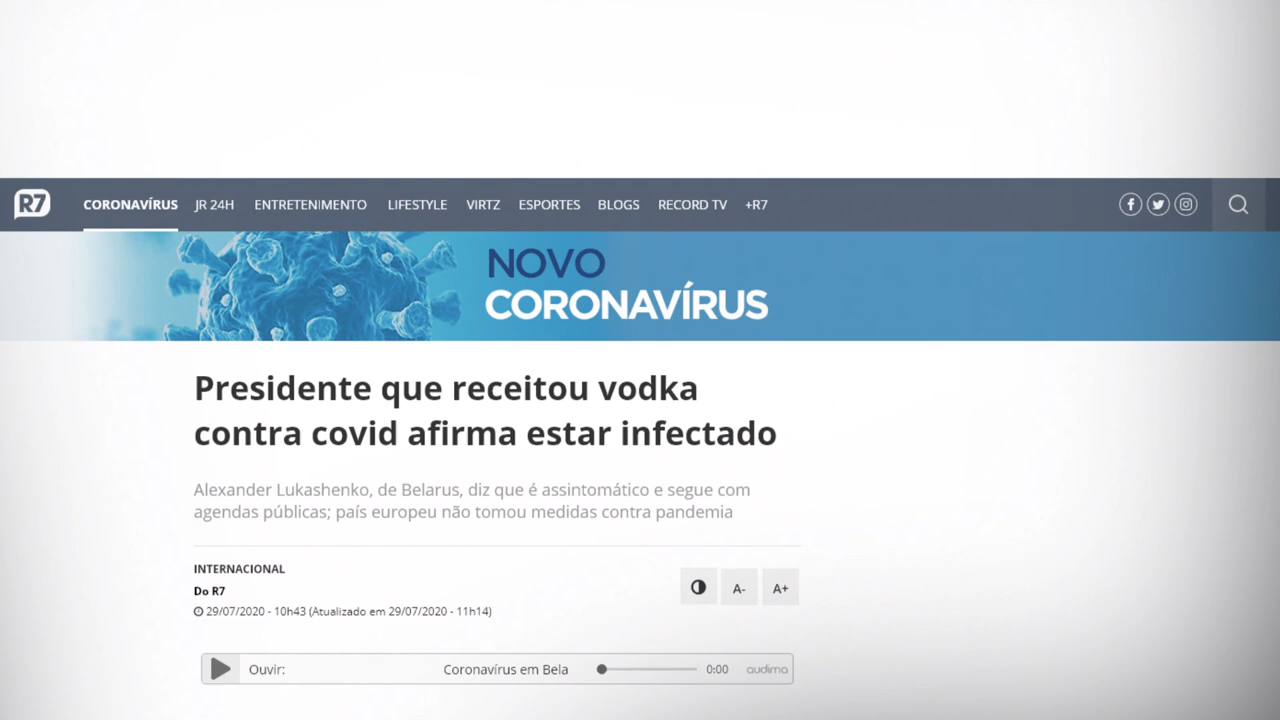 R7 CORONAVÍRUS JR 24H ENTRETENIMENTO LIFESTYLE VIRTZ ESPORTES BLOGS RECORD TV +R7
NOVO
CORONAVÍRUS
Presidente que receitou vodka
contra covid afirma estar infectado
Alexander Lukashenko, de Belarus, diz que é assintomático e segue com
agendas públicas; país europeu não tomou medidas contra pandemia
INTERNACIONAL
Do R7
29/07/2020 - 10h43 (Atualizado em 29/07/2020 - 11h14)
A- A+
Ouvir: Coronavírus em Bela 0:00 audima